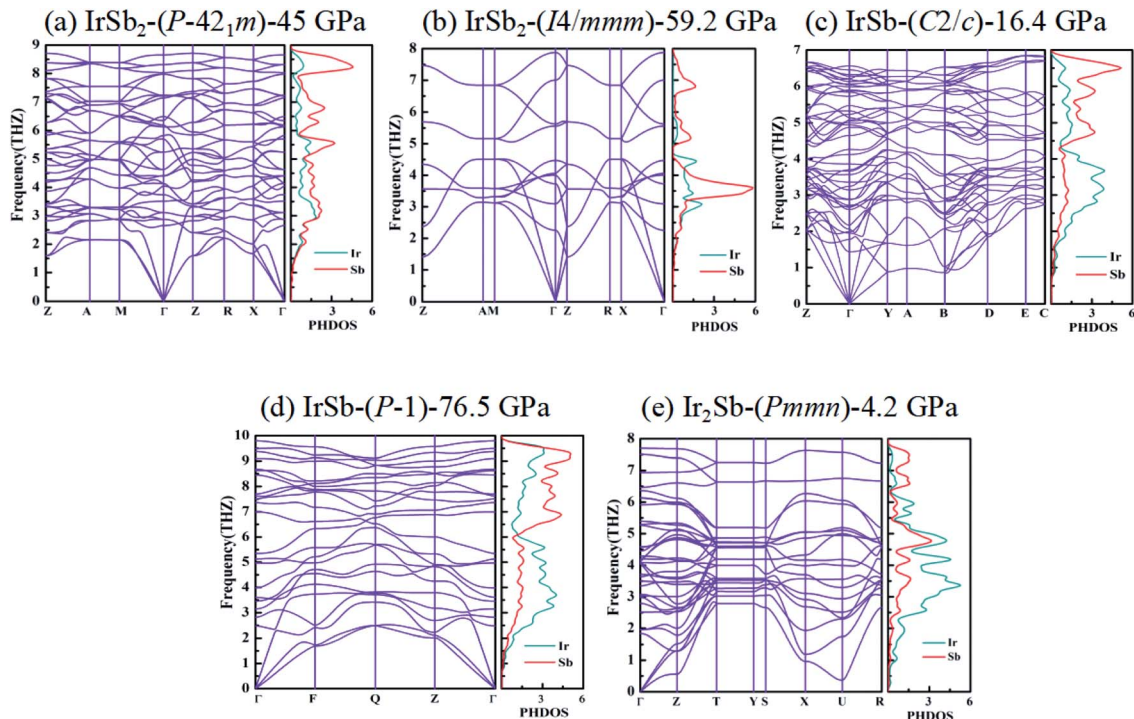 (a) IrSb₂-(P-42₁m)-45 GPa
(b) IrSb₂-(I4/mmm)-59.2 GPa
(c) IrSb-(C2/c)-16.4 GPa
Frequency(THZ)
9
8
7
6
5
4
3
2
1
0
Z A M Γ Z R X Γ
Ir
Sb
3 6
PHDOS
Frequency(THZ)
8
7
6
5
4
3
2
1
0
Z A M Γ Z R X Γ
Ir
Sb
3 6
PHDOS
Frequency(THZ)
7
6
5
4
3
2
1
0
Z Γ Y A B D E C
Ir
Sb
0 3 6
PHDOS
(d) IrSb-(P-1)-76.5 GPa
(e) Ir₂Sb-(Pmmn)-4.2 GPa
Frequency(THZ)
10
9
8
7
6
5
4
3
2
1
0
Γ F Q Z Γ
Ir
Sb
3 6
PHDOS
Frequency(THZ)
8
7
6
5
4
3
2
1
0
Γ Z T Y S X U R
Ir
Sb
3 6
PHDOS